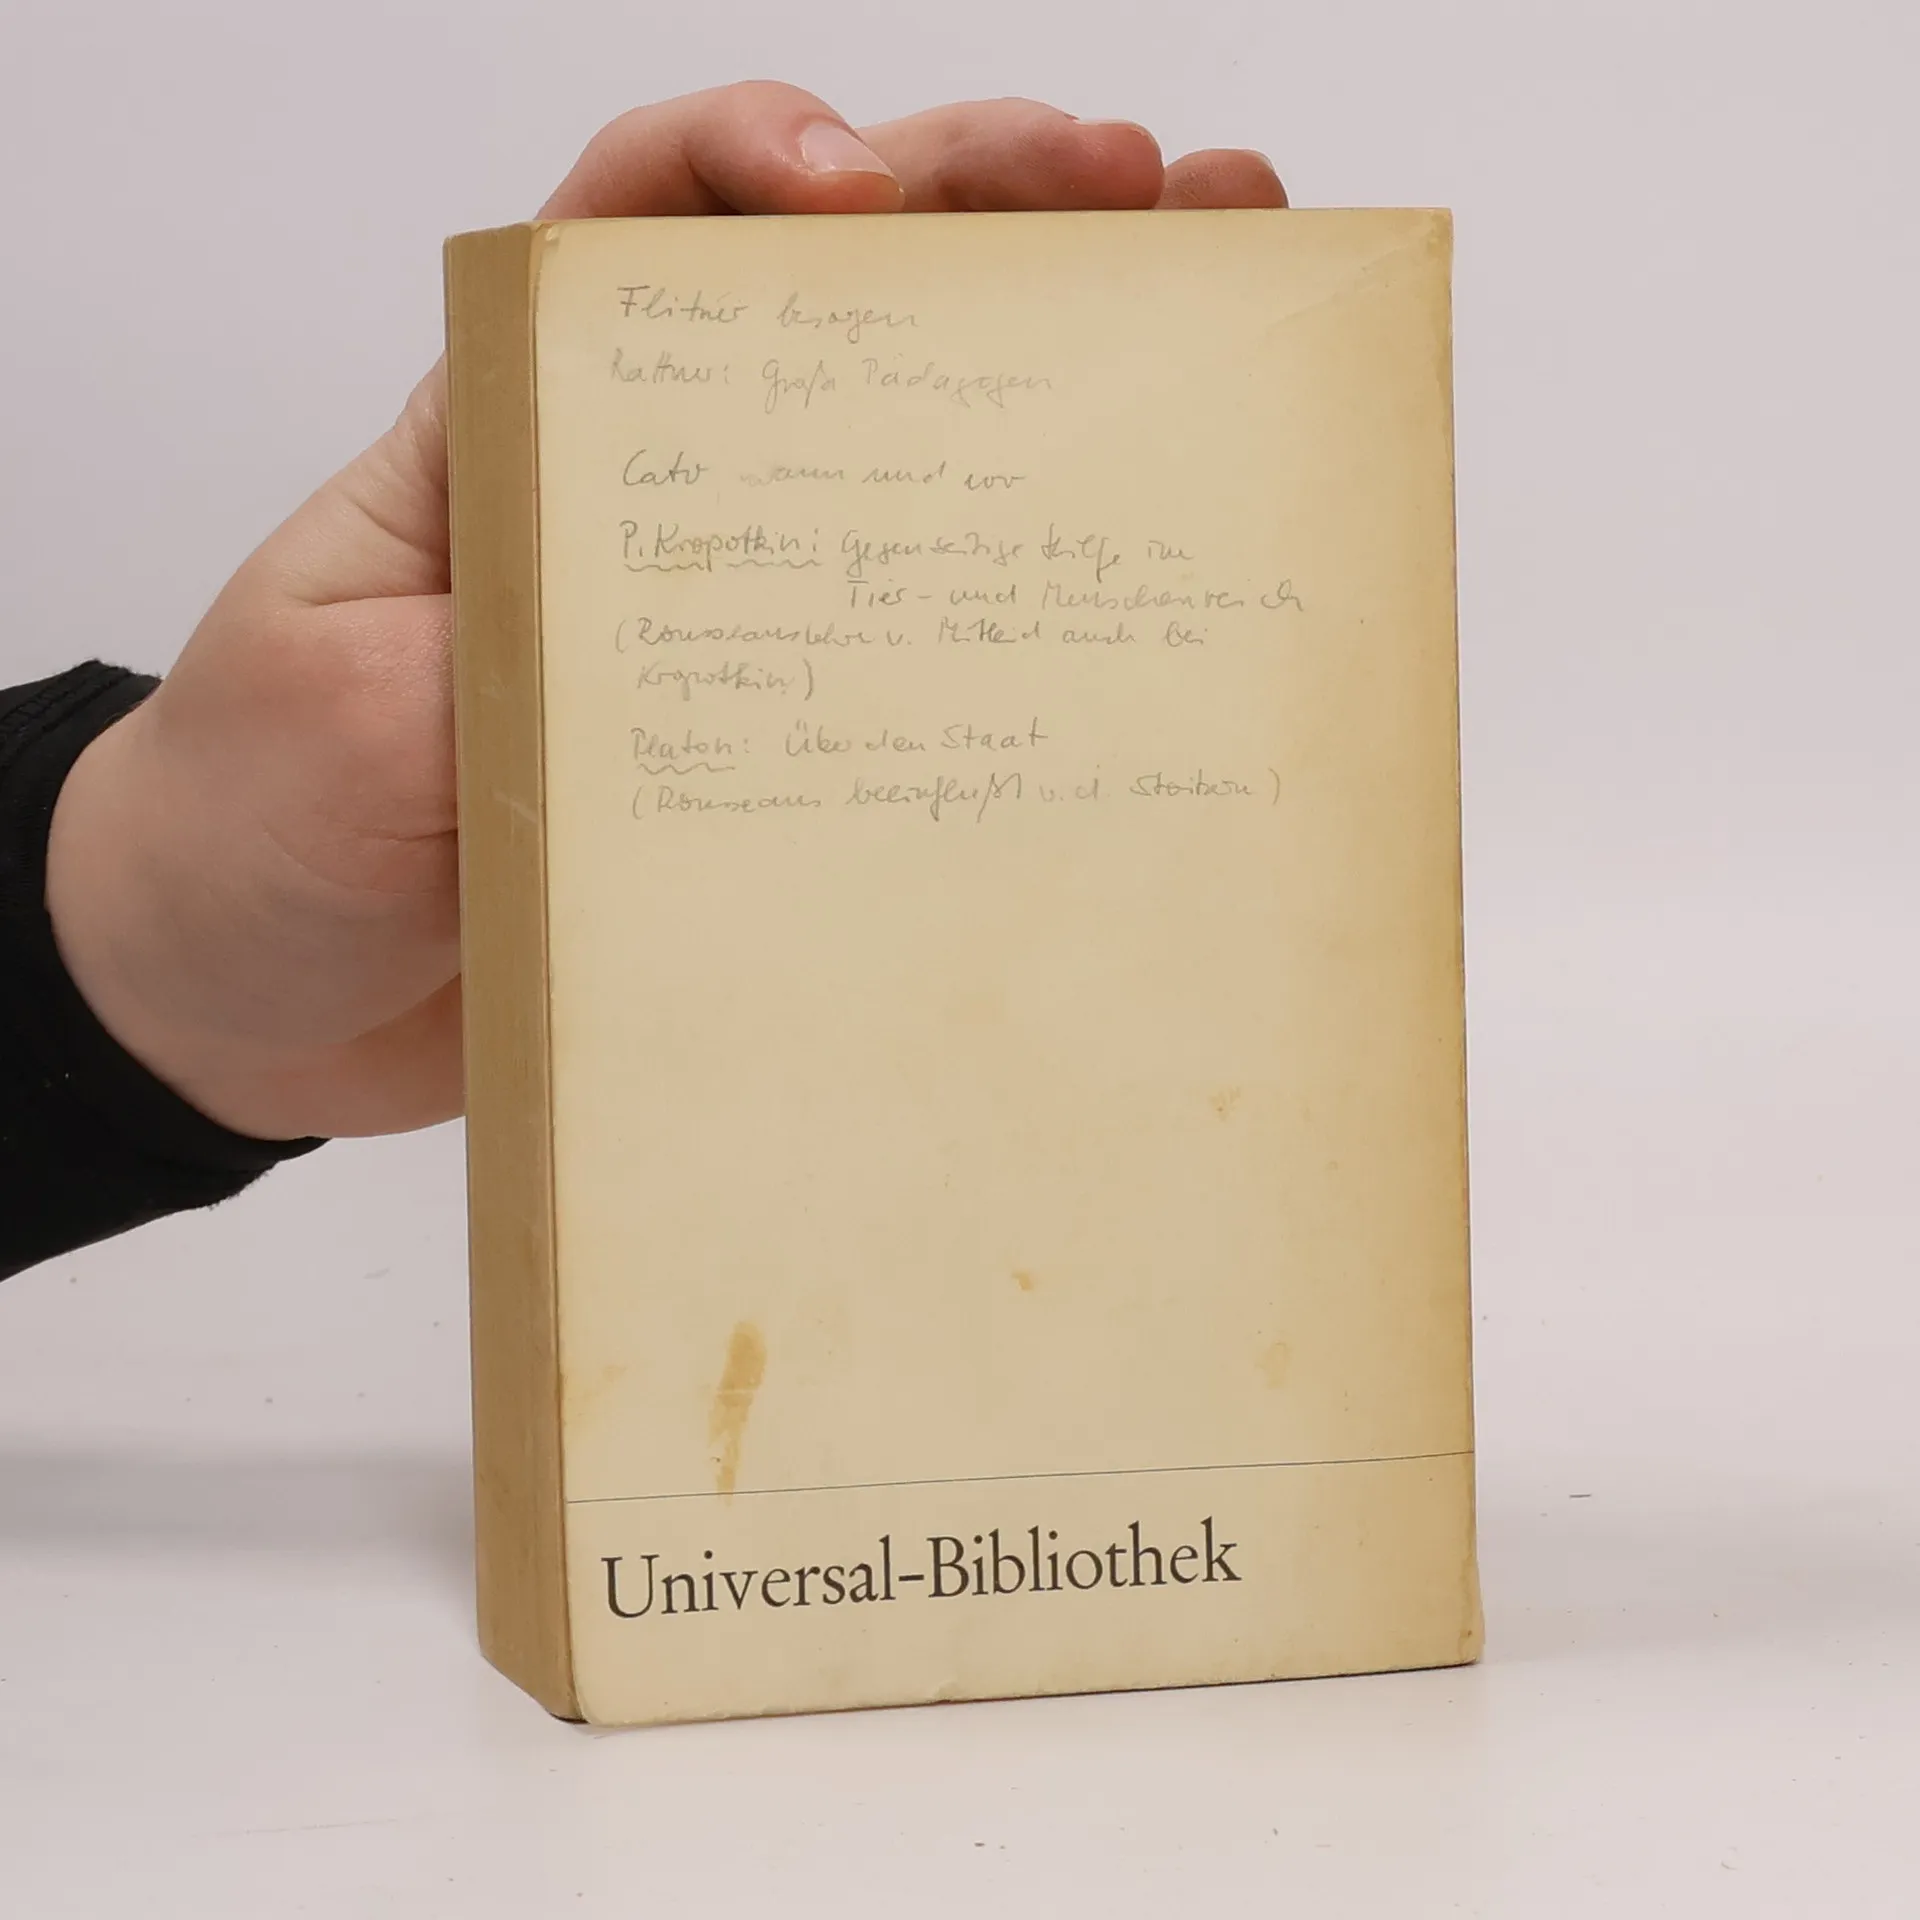 Flitner besorgen
Rattner: Große Pädagogen
Cato, wann und wo
P. Kropotkin: Gegenseitige Hilfe im
Tier- und Menschenreich
(Rousseaus Lehre v. Mitleid auch bei
Kropotkin)
Platon: Über den Staat
(Rousseaus beeinflußt v. d. Stoikern)
Universal-Bibliothek